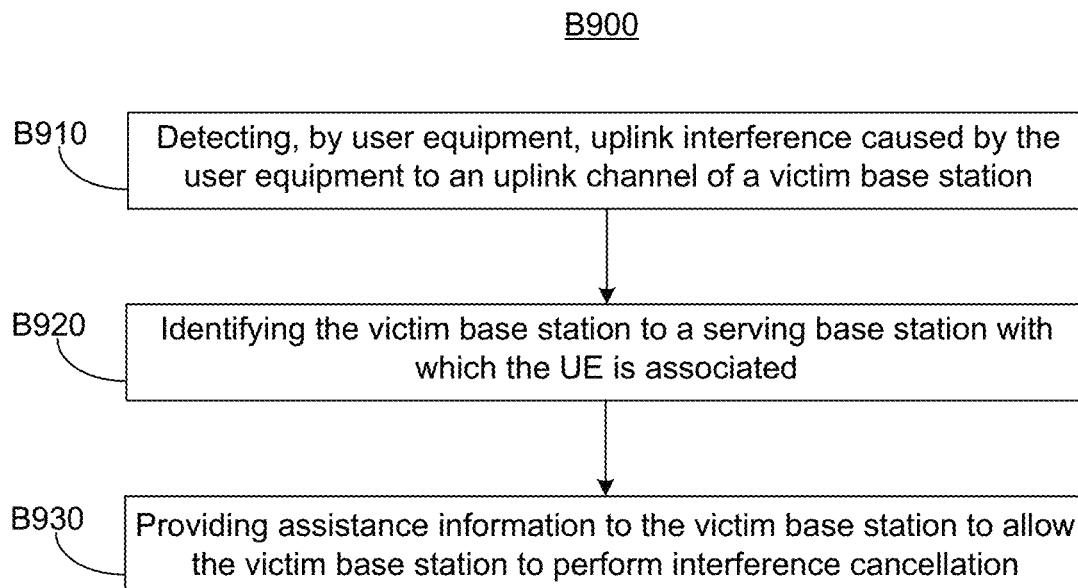 B900
B910
Detecting, by user equipment, uplink interference caused by the
user equipment to an uplink channel of a victim base station
B920
Identifying the victim base station to a serving base station with
which the UE is associated
B930
Providing assistance information to the victim base station to allow
the victim base station to perform interference cancellation